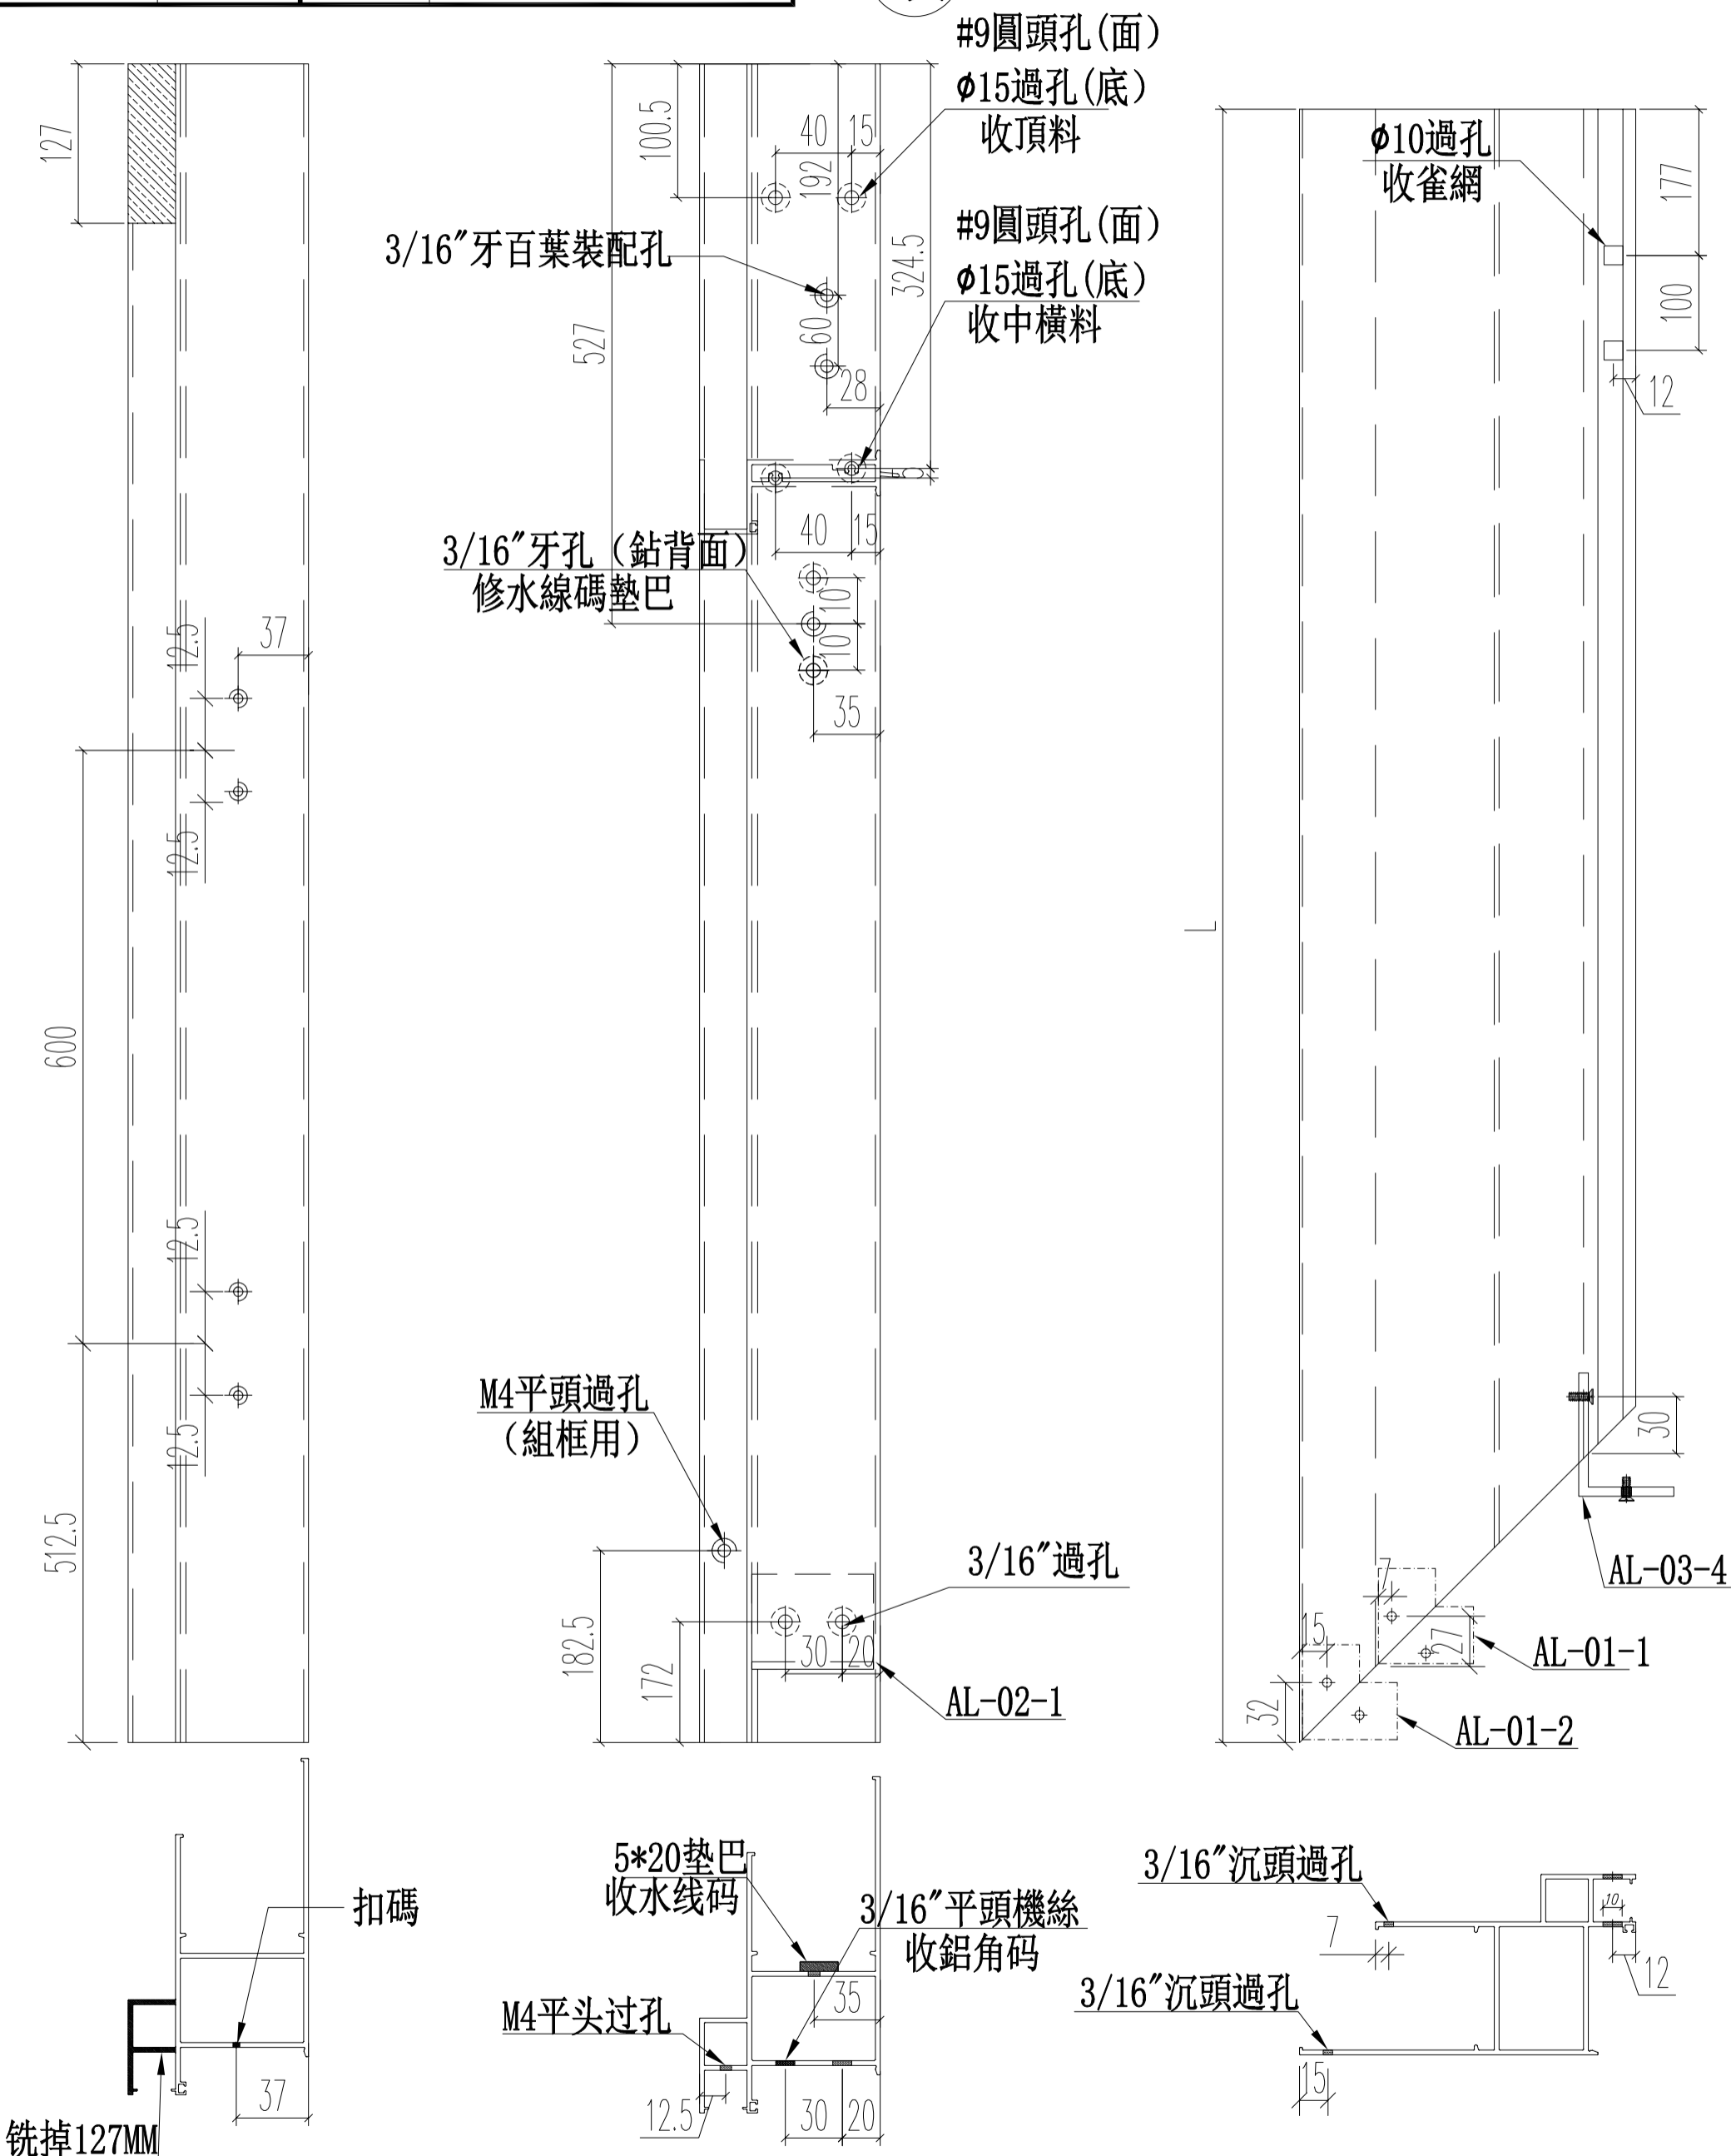 #9圓頭孔(面)
ϕ15過孔(底)
收頂料
127
100.5
40
15
192
ϕ10過孔
收雀網
177
3/16″牙百葉裝配孔
#9圓頭孔(面)
ϕ15過孔(底)
收中橫料
324.5
527
60
28
100
12
40
15
3/16″牙孔（鉆背面）
修水線碼墊巴
10
10
35
12.5
37
12.5
L
600
12.5
12.5
512.5
M4平頭過孔
（組框用）
30
AL-03-4
3/16″過孔
182.5
172
30
20
AL-02-1
7
15
27
32
AL-01-1
AL-01-2
扣碼
37
铣掉127MM
5*20垫巴
收水线码
3/16″平頭機絲
收鋁角码
35
M4平头过孔
12.5
30
20
3/16″沉頭過孔
10
7
12
3/16″沉頭過孔
15